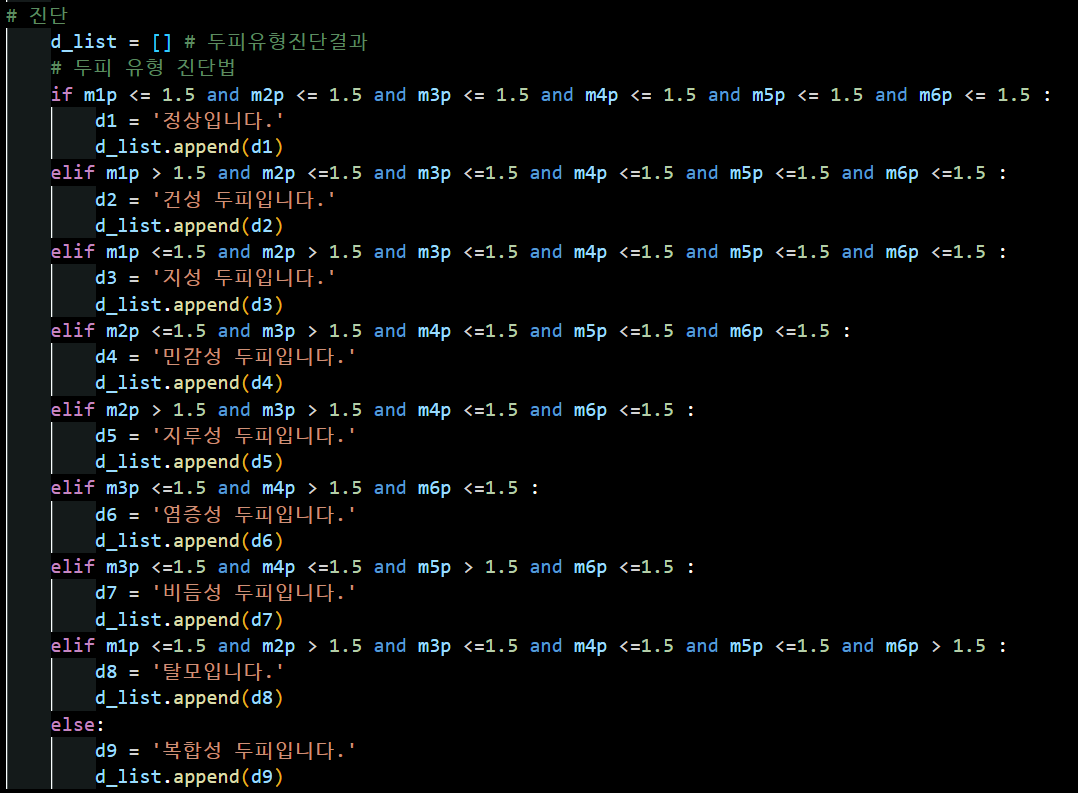 # 진단
d_list = [] # 두피유형진단결과
# 두피 유형 진단법
if m1p <= 1.5 and m2p <= 1.5 and m3p <= 1.5 and m4p <= 1.5 and m5p <= 1.5 and m6p <= 1.5 :
d1 = '정상입니다.'
d_list.append(d1)
elif m1p > 1.5 and m2p <=1.5 and m3p <=1.5 and m4p <=1.5 and m5p <=1.5 and m6p <=1.5 :
d2 = '건성 두피입니다.'
d_list.append(d2)
elif m1p <=1.5 and m2p > 1.5 and m3p <=1.5 and m4p <=1.5 and m5p <=1.5 and m6p <=1.5 :
d3 = '지성 두피입니다.'
d_list.append(d3)
elif m2p <=1.5 and m3p > 1.5 and m4p <=1.5 and m5p <=1.5 and m6p <=1.5 :
d4 = '민감성 두피입니다.'
d_list.append(d4)
elif m2p > 1.5 and m3p > 1.5 and m4p <=1.5 and m6p <=1.5 :
d5 = '지루성 두피입니다.'
d_list.append(d5)
elif m3p <=1.5 and m4p > 1.5 and m6p <=1.5 :
d6 = '염증성 두피입니다.'
d_list.append(d6)
elif m3p <=1.5 and m4p <=1.5 and m5p > 1.5 and m6p <=1.5 :
d7 = '비듬성 두피입니다.'
d_list.append(d7)
elif m1p <=1.5 and m2p > 1.5 and m3p <=1.5 and m4p <=1.5 and m5p <=1.5 and m6p > 1.5 :
d8 = '탈모입니다.'
d_list.append(d8)
else:
d9 = '복합성 두피입니다.'
d_list.append(d9)